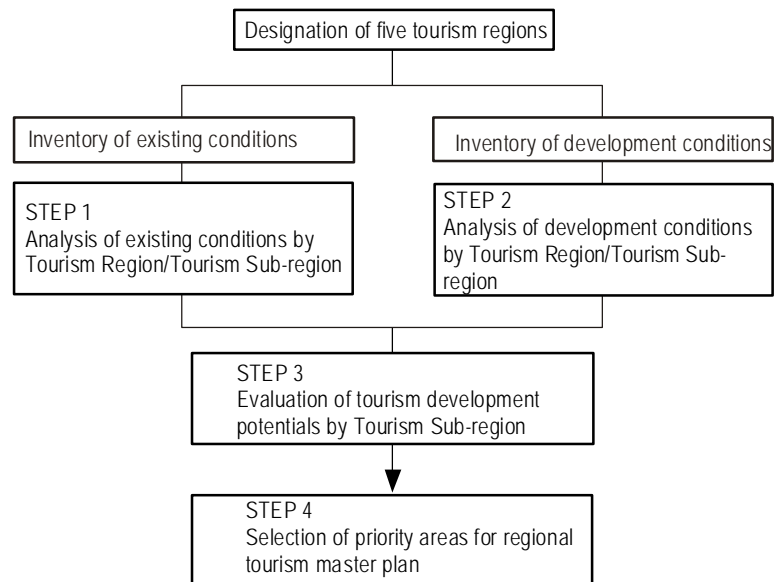 Designation of five tourism regions
Inventory of existing conditions
Inventory of development conditions
STEP 1
Analysis of existing conditions by
Tourism Region/Tourism Sub-region
STEP 2
Analysis of development conditions
by Tourism Region/Tourism Sub-
region
STEP 3
Evaluation of tourism development
potentials by Tourism Sub-region
STEP 4
Selection of priority areas for regional
tourism master plan